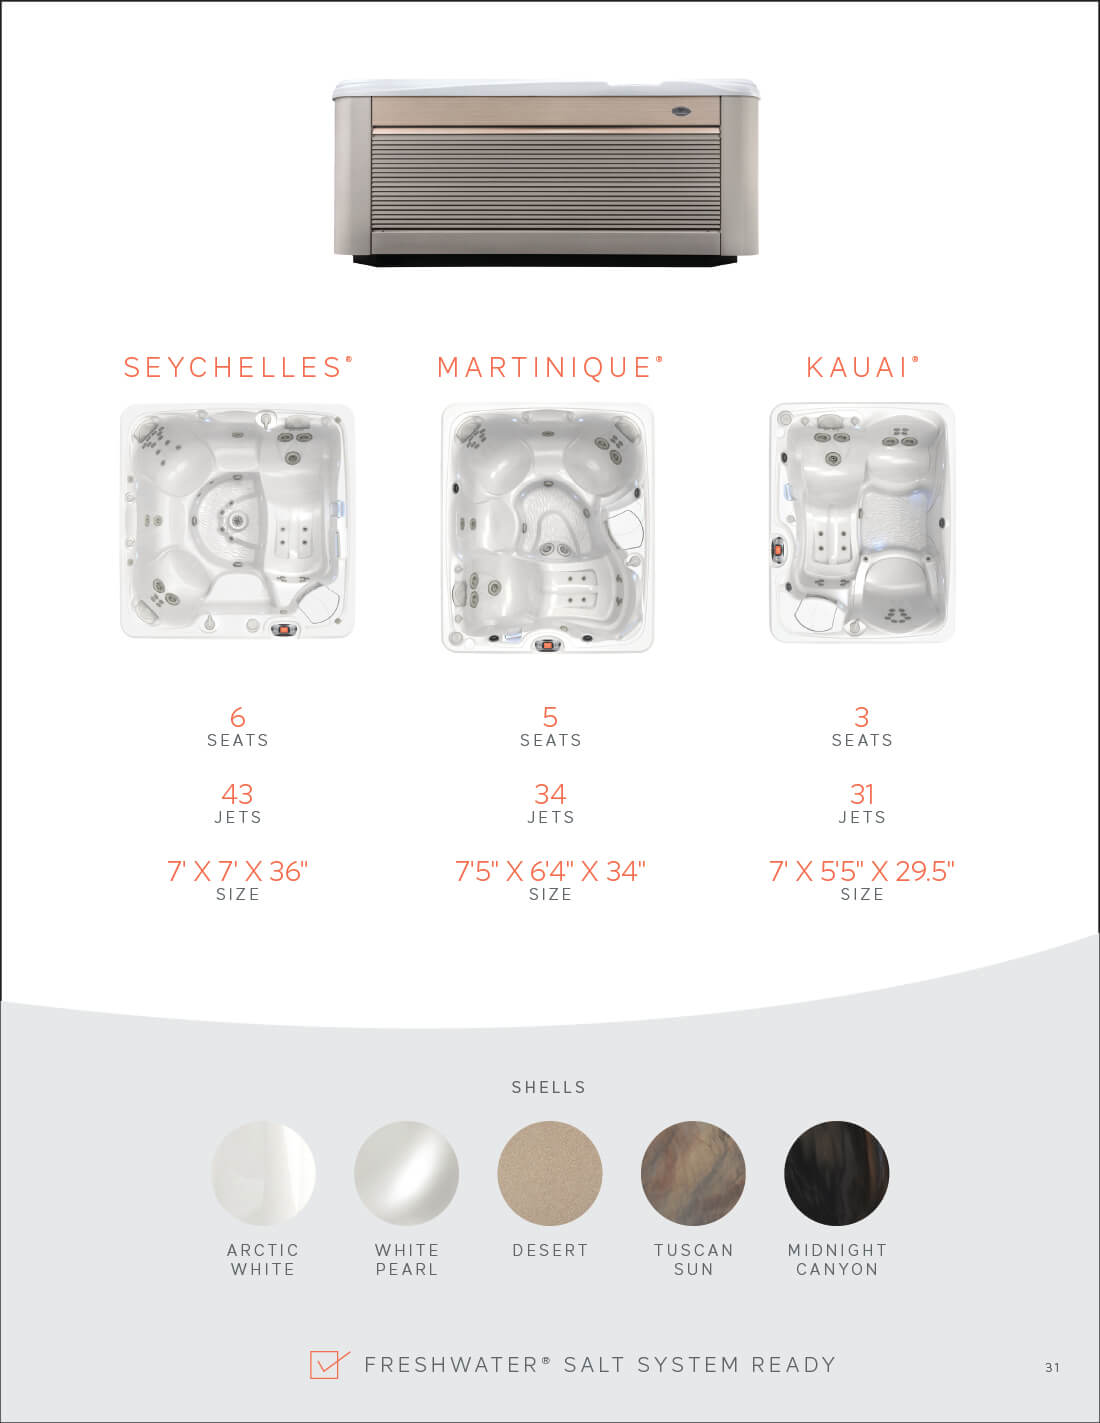 SEYCHELLES®
6
SEATS
43
JETS
7' X 7' X 36"
SIZE
MARTINIQUE®
5
SEATS
34
JETS
7'5" X 6'4" X 34"
SIZE
KAUAI®
3
SEATS
31
JETS
7' X 5'5" X 29.5"
SIZE
SHELLS
ARCTIC
WHITE
WHITE
PEARL
DESERT
TUSCAN
SUN
MIDNIGHT
CANYON
FRESHWATER® SALT SYSTEM READY
31